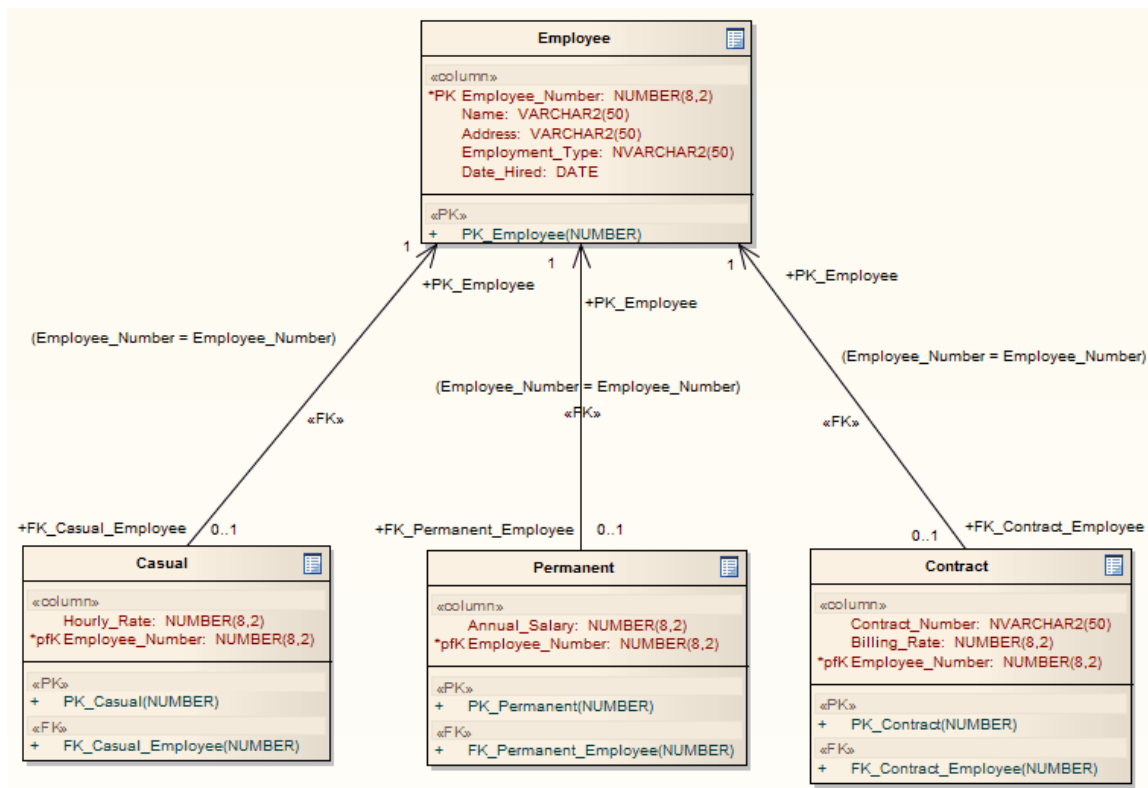 Employee
«column»
*PK Employee_Number: NUMBER(8,2)
Name: VARCHAR2(50)
Address: VARCHAR2(50)
Employment_Type: NVARCHAR2(50)
Date_Hired: DATE
«PK»
+ PK_Employee(NUMBER)
1
+PK_Employee
(Employee_Number = Employee_Number)
«FK»
+FK_Casual_Employee
0..1
1
+PK_Employee
(Employee_Number = Employee_Number)
«FK»
+FK_Permanent_Employee
0..1
1
+PK_Employee
(Employee_Number = Employee_Number)
«FK»
+FK_Contract_Employee
0..1
Casual
«column»
Hourly_Rate: NUMBER(8,2)
*pfK Employee_Number: NUMBER(8,2)
«PK»
+ PK_Casual(NUMBER)
«FK»
+ FK_Casual_Employee(NUMBER)
Permanent
«column»
Annual_Salary: NUMBER(8,2)
*pfK Employee_Number: NUMBER(8,2)
«PK»
+ PK_Permanent(NUMBER)
«FK»
+ FK_Permanent_Employee(NUMBER)
Contract
«column»
Contract_Number: NVARCHAR2(50)
Billing_Rate: NUMBER(8,2)
*pfK Employee_Number: NUMBER(8,2)
«PK»
+ PK_Contract(NUMBER)
«FK»
+ FK_Contract_Employee(NUMBER)